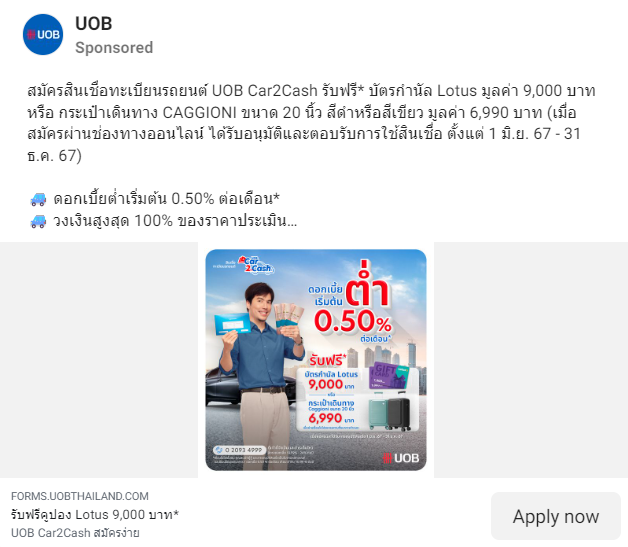 UOB
UOB
Sponsored
สมัครสินเชื่อทะเบียนรถยนต์ UOB Car2Cash รับฟรี* บัตรกำนัล Lotus มูลค่า 9,000 บาท
หรือ กระเป๋าเดินทาง CAGGIONI ขนาด 20 นิ้ว สีดำหรือสีเขียว มูลค่า 6,990 บาท (เมื่อ
สมัครผ่านช่องทางออนไลน์ ได้รับอนุมัติและตอบรับการใช้สินเชื่อ ตั้งแต่ 1 มิ.ย. 67 - 31
ธ.ค. 67)
ดอกเบี้ยต่ำเริ่มต้น 0.50% ต่อเดือน*
วงเงินสูงสุด 100% ของราคาประเมิน...
Car
2Cash
ดอกเบี้ย
เริ่มต้น
ต่ำ
0.50%
ต่อเดือน*
รับฟรี*
บัตรกำนัล Lotus
9,000 บาท
GIFT
หรือ
กระเป๋าเดินทาง
Caggioni ขนาด 20 นิ้ว
6,990 บาท
0 2093 4999
UOB
FORMS.UOBTHAILAND.COM
รับฟรีคูปอง Lotus 9,000 บาท*
UOB Car2Cash สมัครง่าย
Apply now